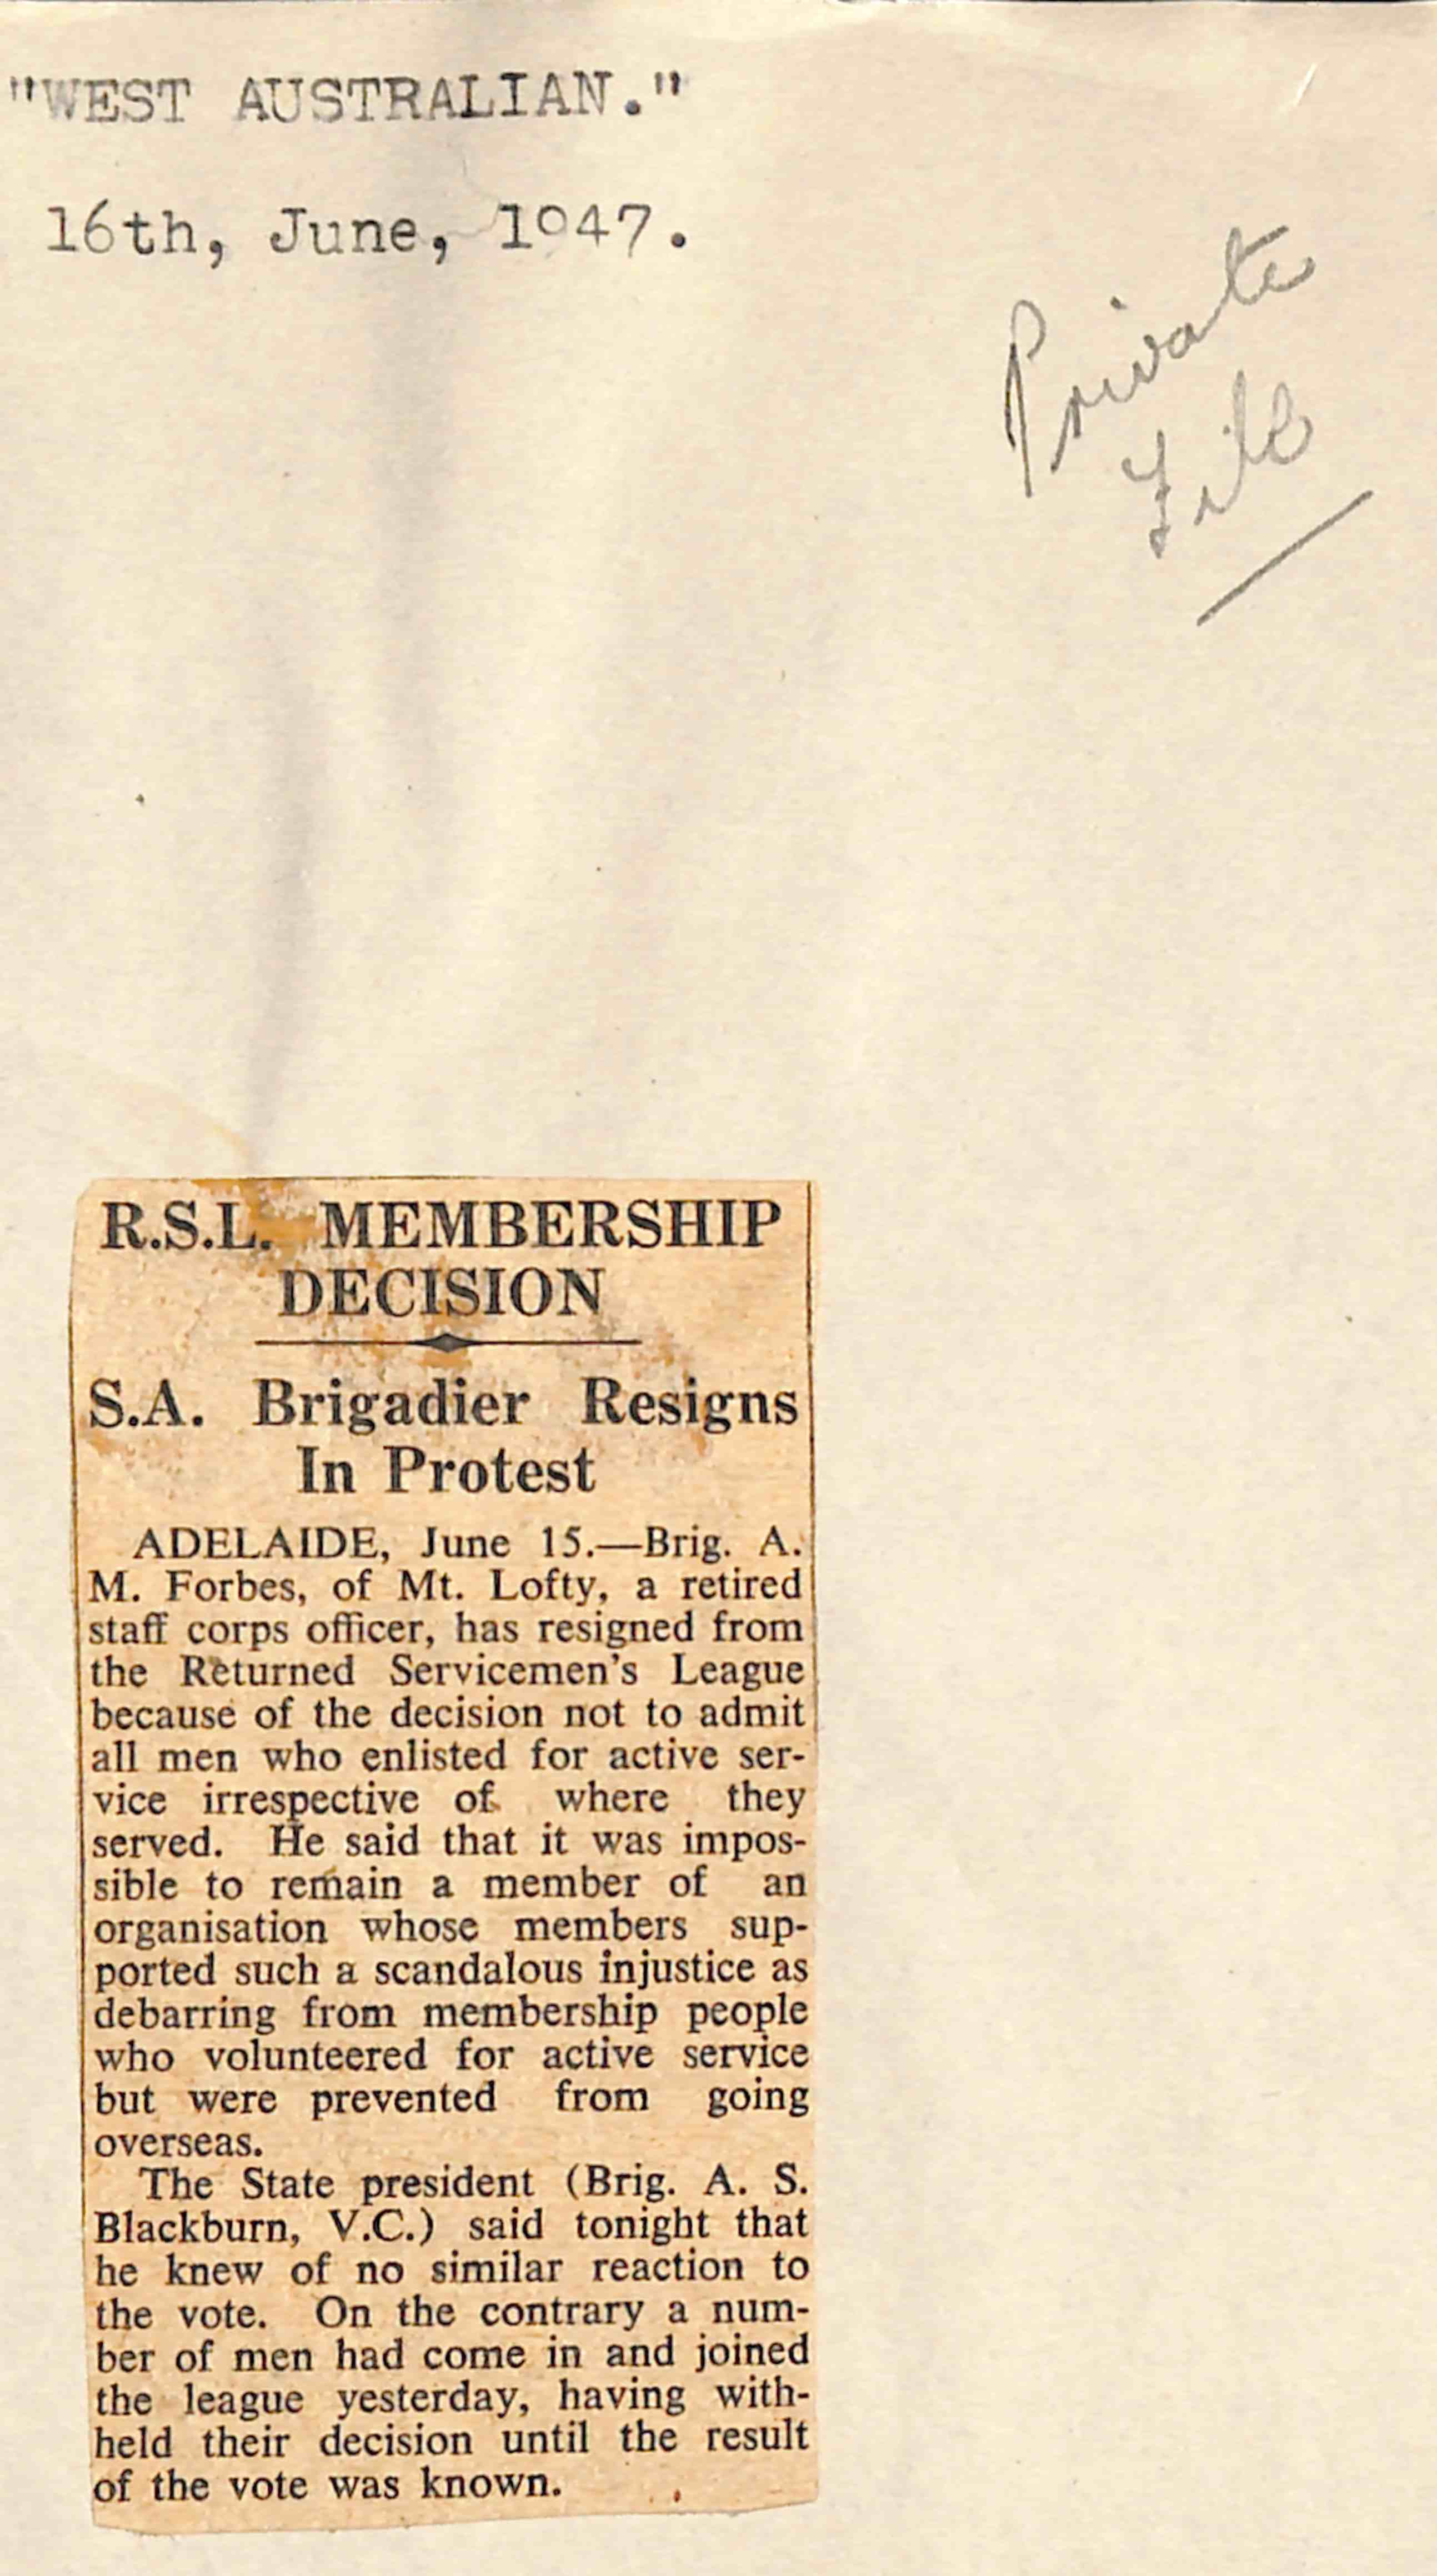 "WEST AUSTRALIAN."
16th, June, 1947.
Private
File
R.S.L. MEMBERSHIP
DECISION
S.A. Brigadier Resigns
In Protest
ADELAIDE, June 15.—Brig. A.
M. Forbes, of Mt. Lofty, a retired
staff corps officer, has resigned from
the Returned Servicemen's League
because of the decision not to admit
all men who enlisted for active ser-
vice irrespective of where they
served. He said that it was impos-
sible to remain a member of an
organisation whose members sup-
ported such a scandalous injustice as
debarring from membership people
who volunteered for active service
but were prevented from going
overseas.
The State president (Brig. A. S.
Blackburn, V.C.) said tonight that
he knew of no similar reaction to
the vote. On the contrary a num-
ber of men had come in and joined
the league yesterday, having with-
held their decision until the result
of the vote was known.